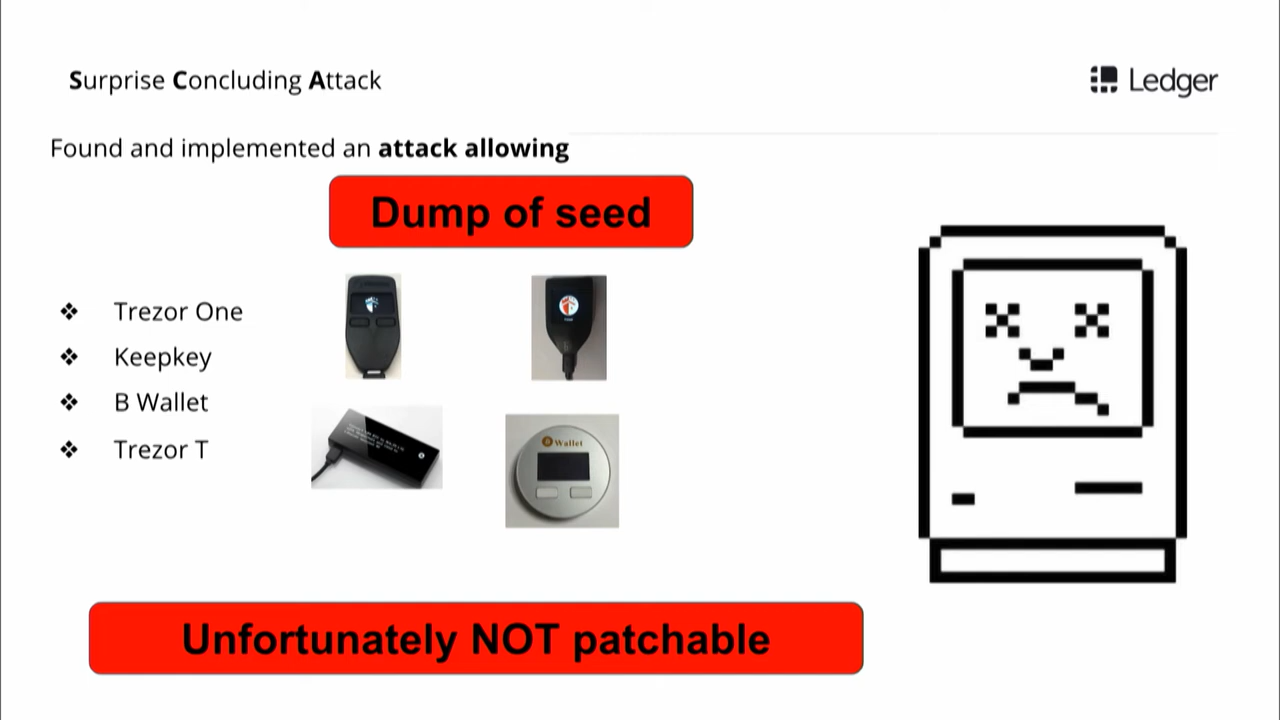 Surprise Concluding Attack
Ledger
Found and implemented an attack allowing
Dump of seed
❖ Trezor One
❖ Keepkey
❖ B Wallet
❖ Trezor T
Wallet
Unfortunately NOT patchable